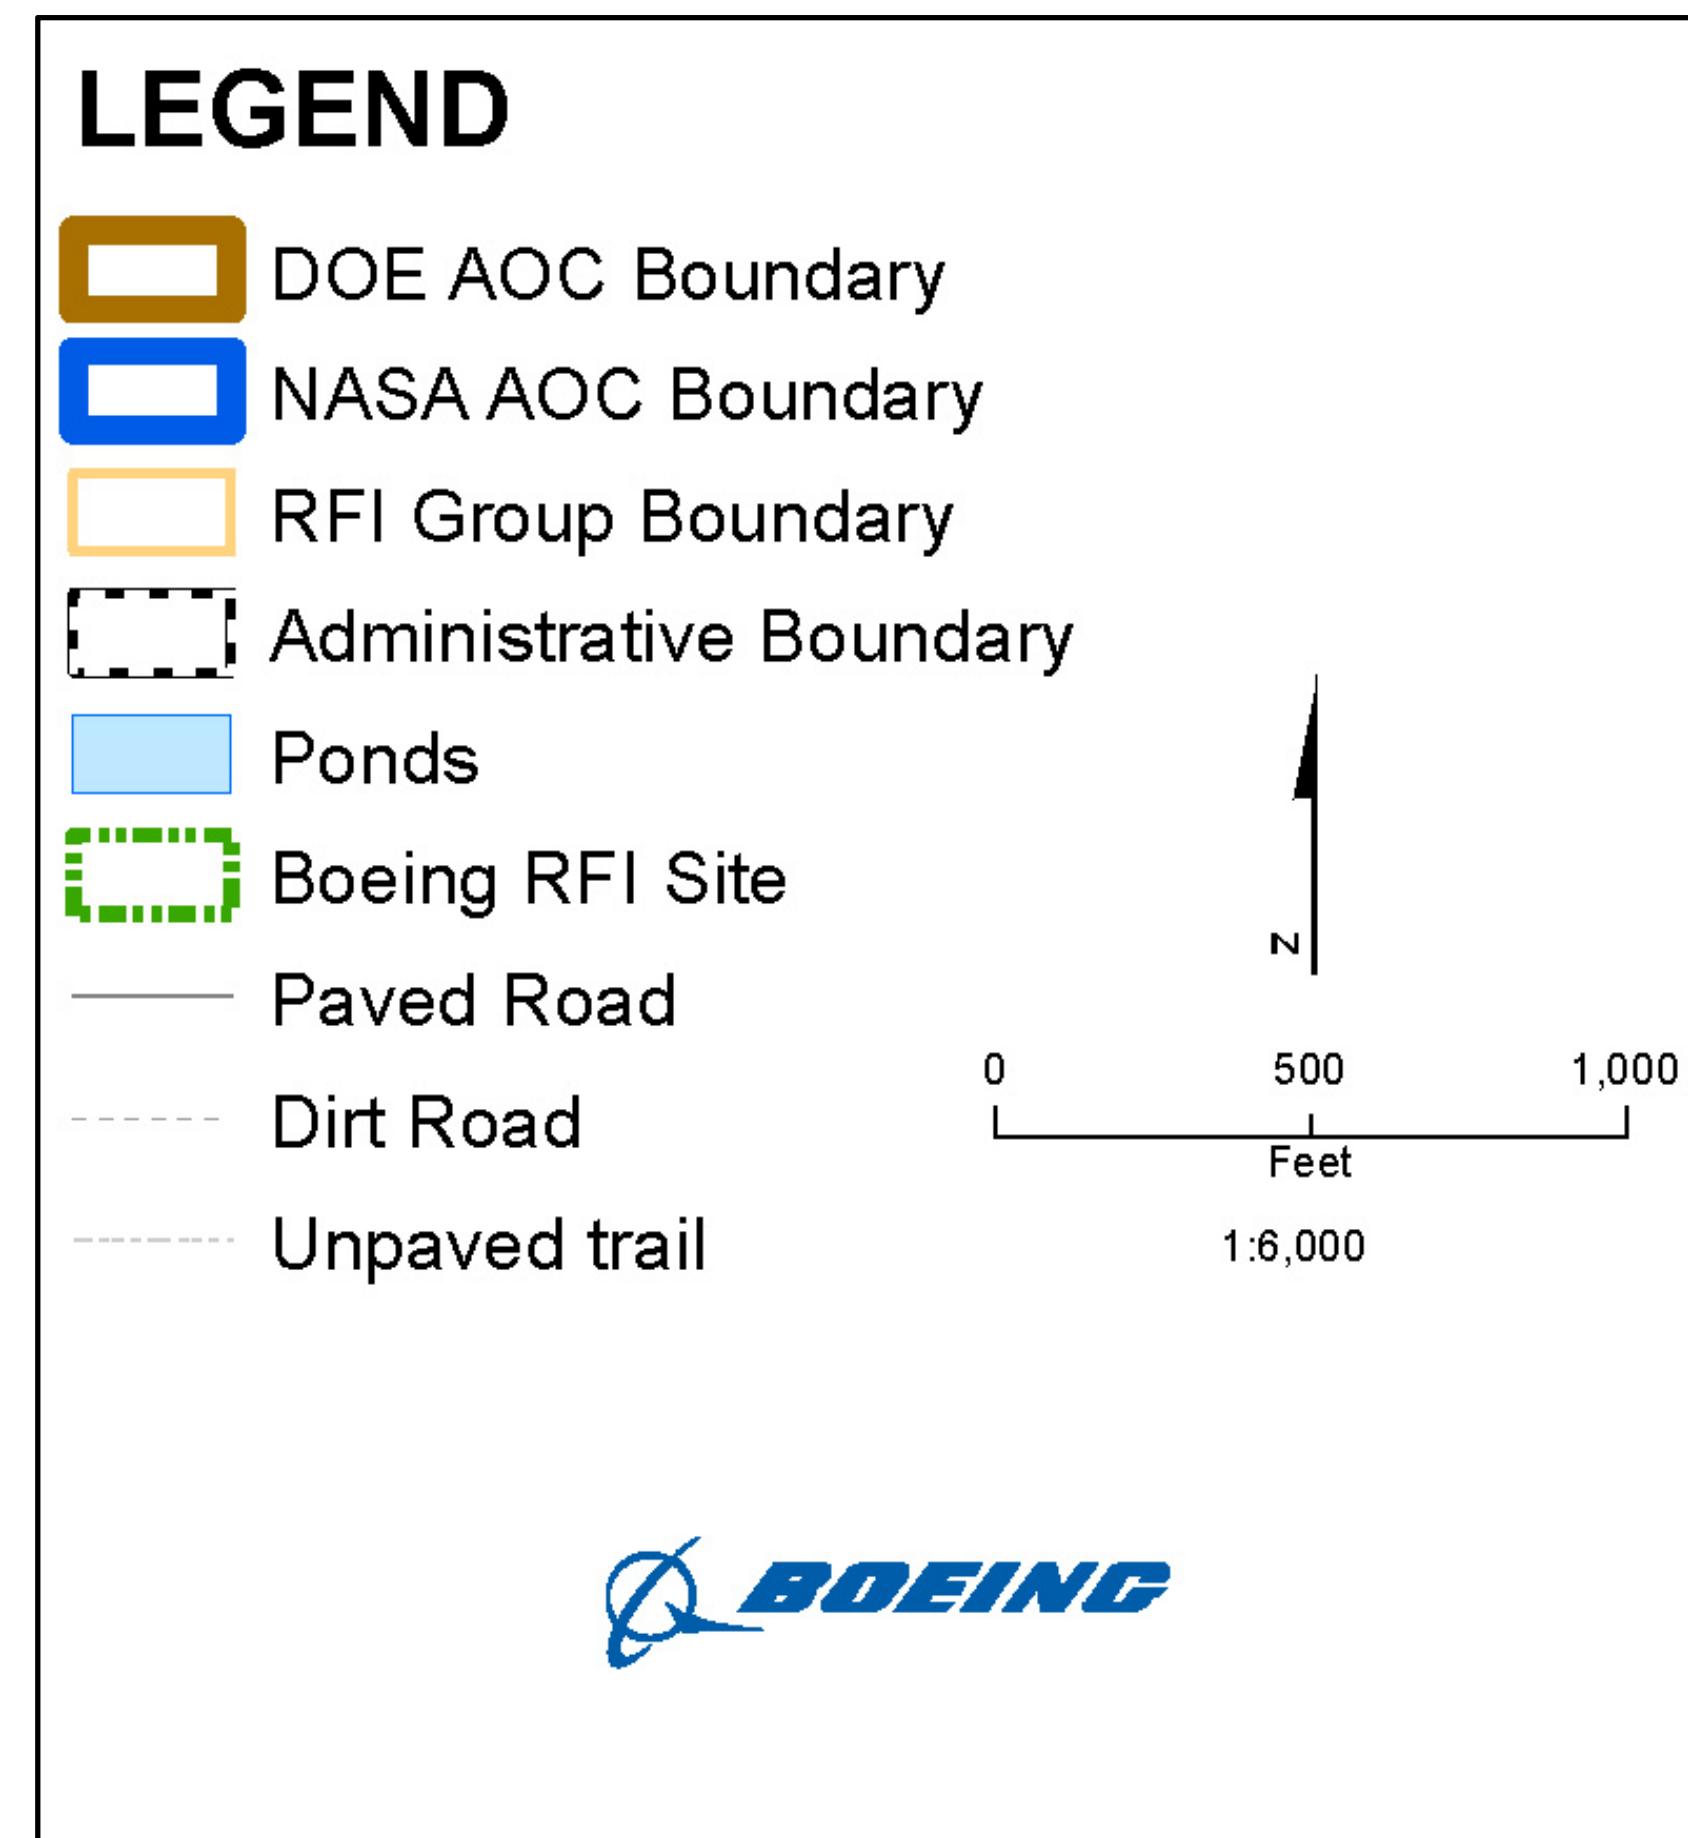 LEGEND
DOE AOC Boundary
NASA AOC Boundary
RFI Group Boundary
Administrative Boundary
Ponds
Boeing RFI Site
Paved Road
Dirt Road
Unpaved trail
N
0 500 1,000
Feet
1:6,000
BOEING